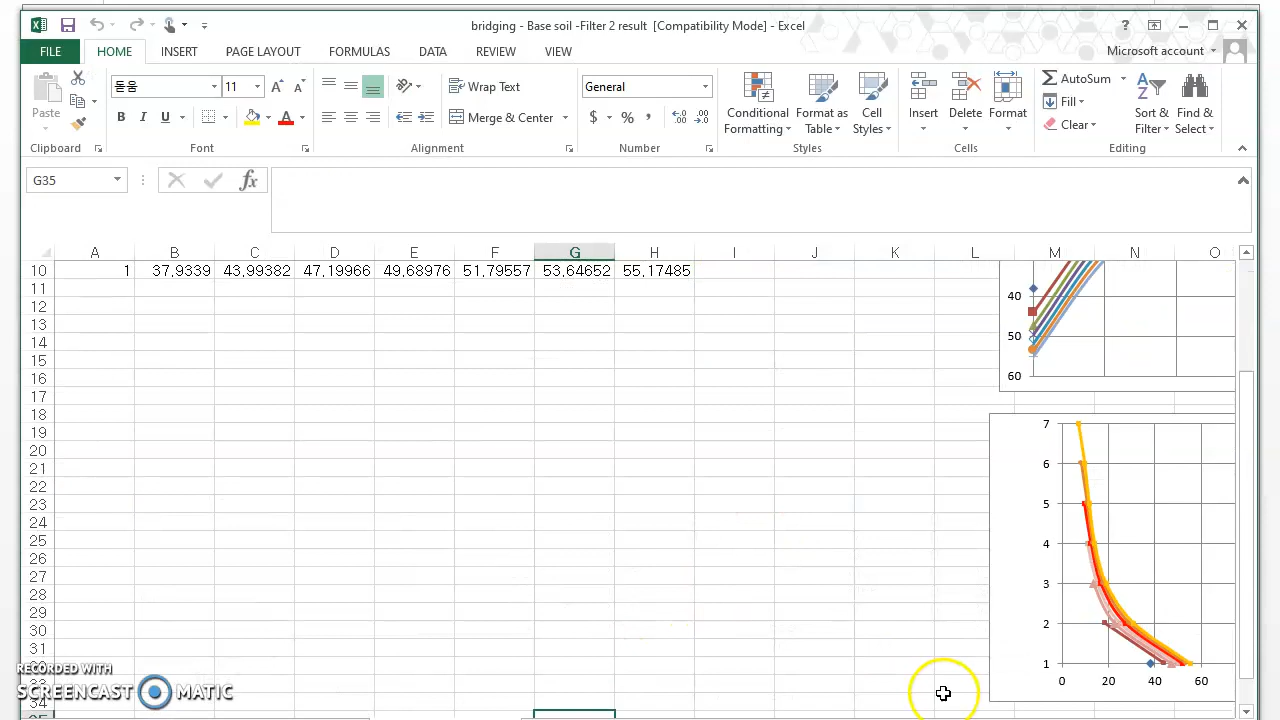 bridging - Base soil -Filter 2 result [Compatibility Mode] - Excel
FILE HOME INSERT PAGE LAYOUT FORMULAS DATA REVIEW VIEW Microsoft account
돋움 11 Wrap Text General AutoSum
Paste Conditional Format as Cell Insert Delete Format Fill Sort & Find &
B I U Merge & Center $ % , Formatting Table Styles Clear Filter Select
Clipboard Font Alignment Number Styles Cells Editing
G35 fx
A B C D E F G H I J K L M N O
10 1 37.9339 43.99382 47.19966 49.68976 51.79557 53.64652 55.17485
11
12
13
14
15
16
17
18
19
20
21
22
23
24
25
26
27
28
29
30
31
34
40
50
60
7
6
5
4
3
2
1
0 20 40 60
RECORDED WITH
SCREENCAST MATIC